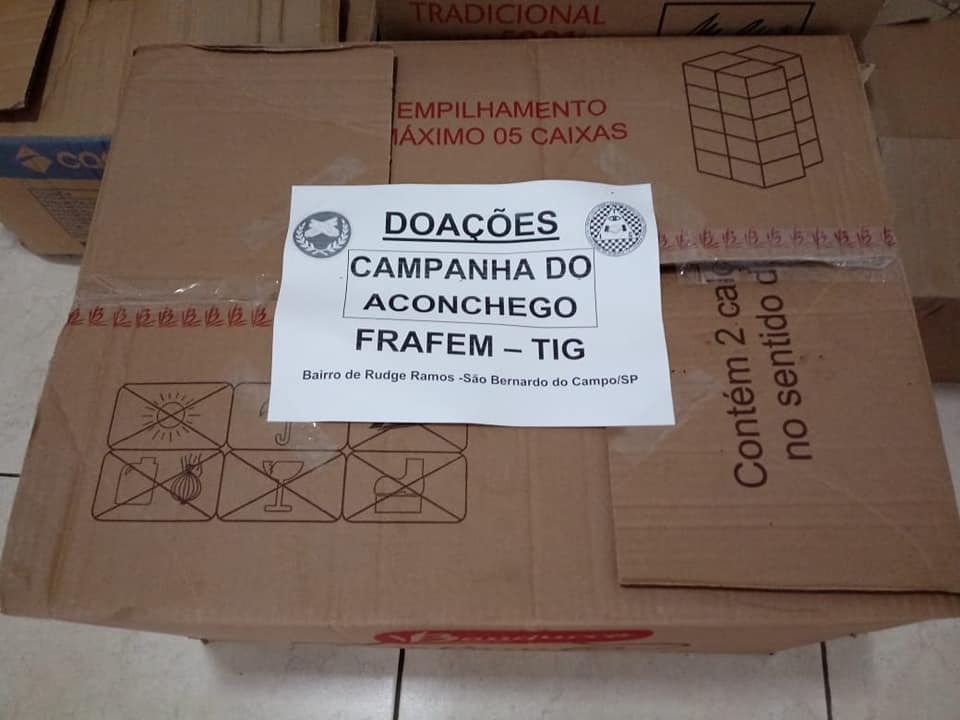 TRADICIONAL
EMPILHAMENTO
MÁXIMO 05 CAIXAS
DOAÇÕES
CAMPANHA DO
ACONCHEGO
FRAFEM – TIG
Bairro de Rudge Ramos -São Bernardo do Campo/SP
Contém 2
no sentido